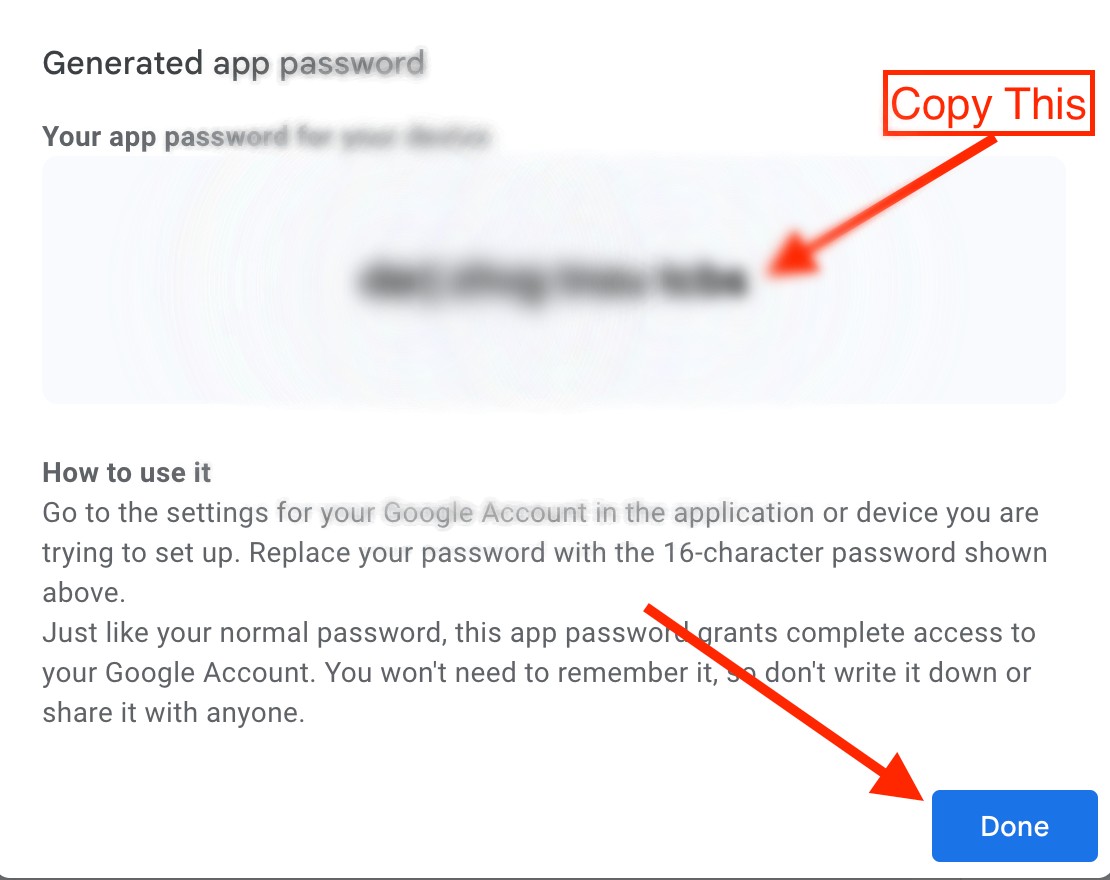 Generated app password
Copy This
Your app password for your device
How to use it
Go to the settings for your Google Account in the application or device you are
trying to set up. Replace your password with the 16-character password shown
above.
Just like your normal password, this app password grants complete access to
your Google Account. You won't need to remember it, so don't write it down or
share it with anyone.
Done